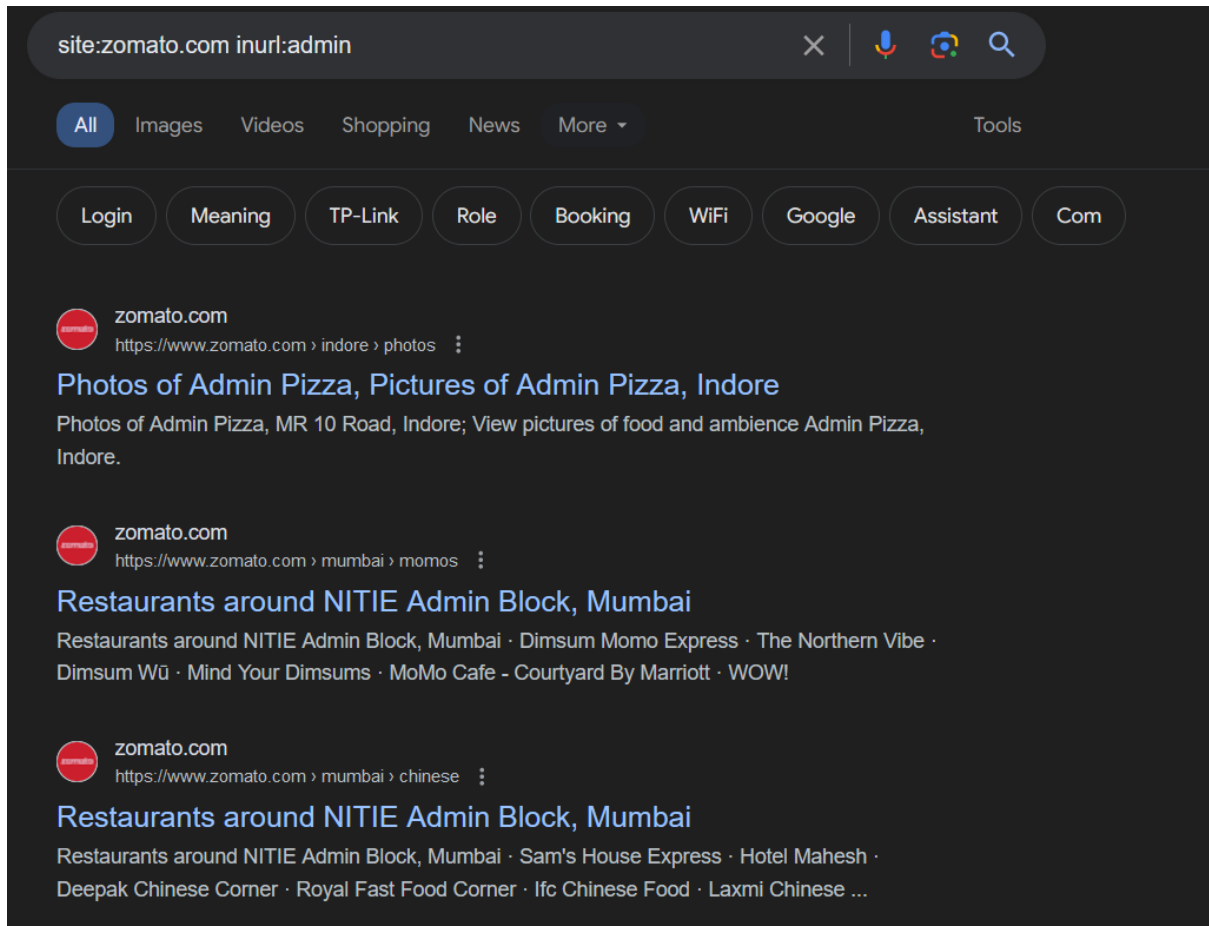 site:zomato.com inurl:admin
All Images Videos Shopping News More Tools
Login Meaning TP-Link Role Booking WiFi Google Assistant Com
zomato.com
https://www.zomato.com › indore › photos
Photos of Admin Pizza, Pictures of Admin Pizza, Indore
Photos of Admin Pizza, MR 10 Road, Indore; View pictures of food and ambience Admin Pizza,
Indore.
zomato.com
https://www.zomato.com › mumbai › momos
Restaurants around NITIE Admin Block, Mumbai
Restaurants around NITIE Admin Block, Mumbai · Dimsum Momo Express · The Northern Vibe ·
Dimsum Wū · Mind Your Dimsums · MoMo Cafe - Courtyard By Marriott · WOW!
zomato.com
https://www.zomato.com › mumbai › chinese
Restaurants around NITIE Admin Block, Mumbai
Restaurants around NITIE Admin Block, Mumbai · Sam's House Express · Hotel Mahesh ·
Deepak Chinese Corner · Royal Fast Food Corner · Ifc Chinese Food · Laxmi Chinese ...